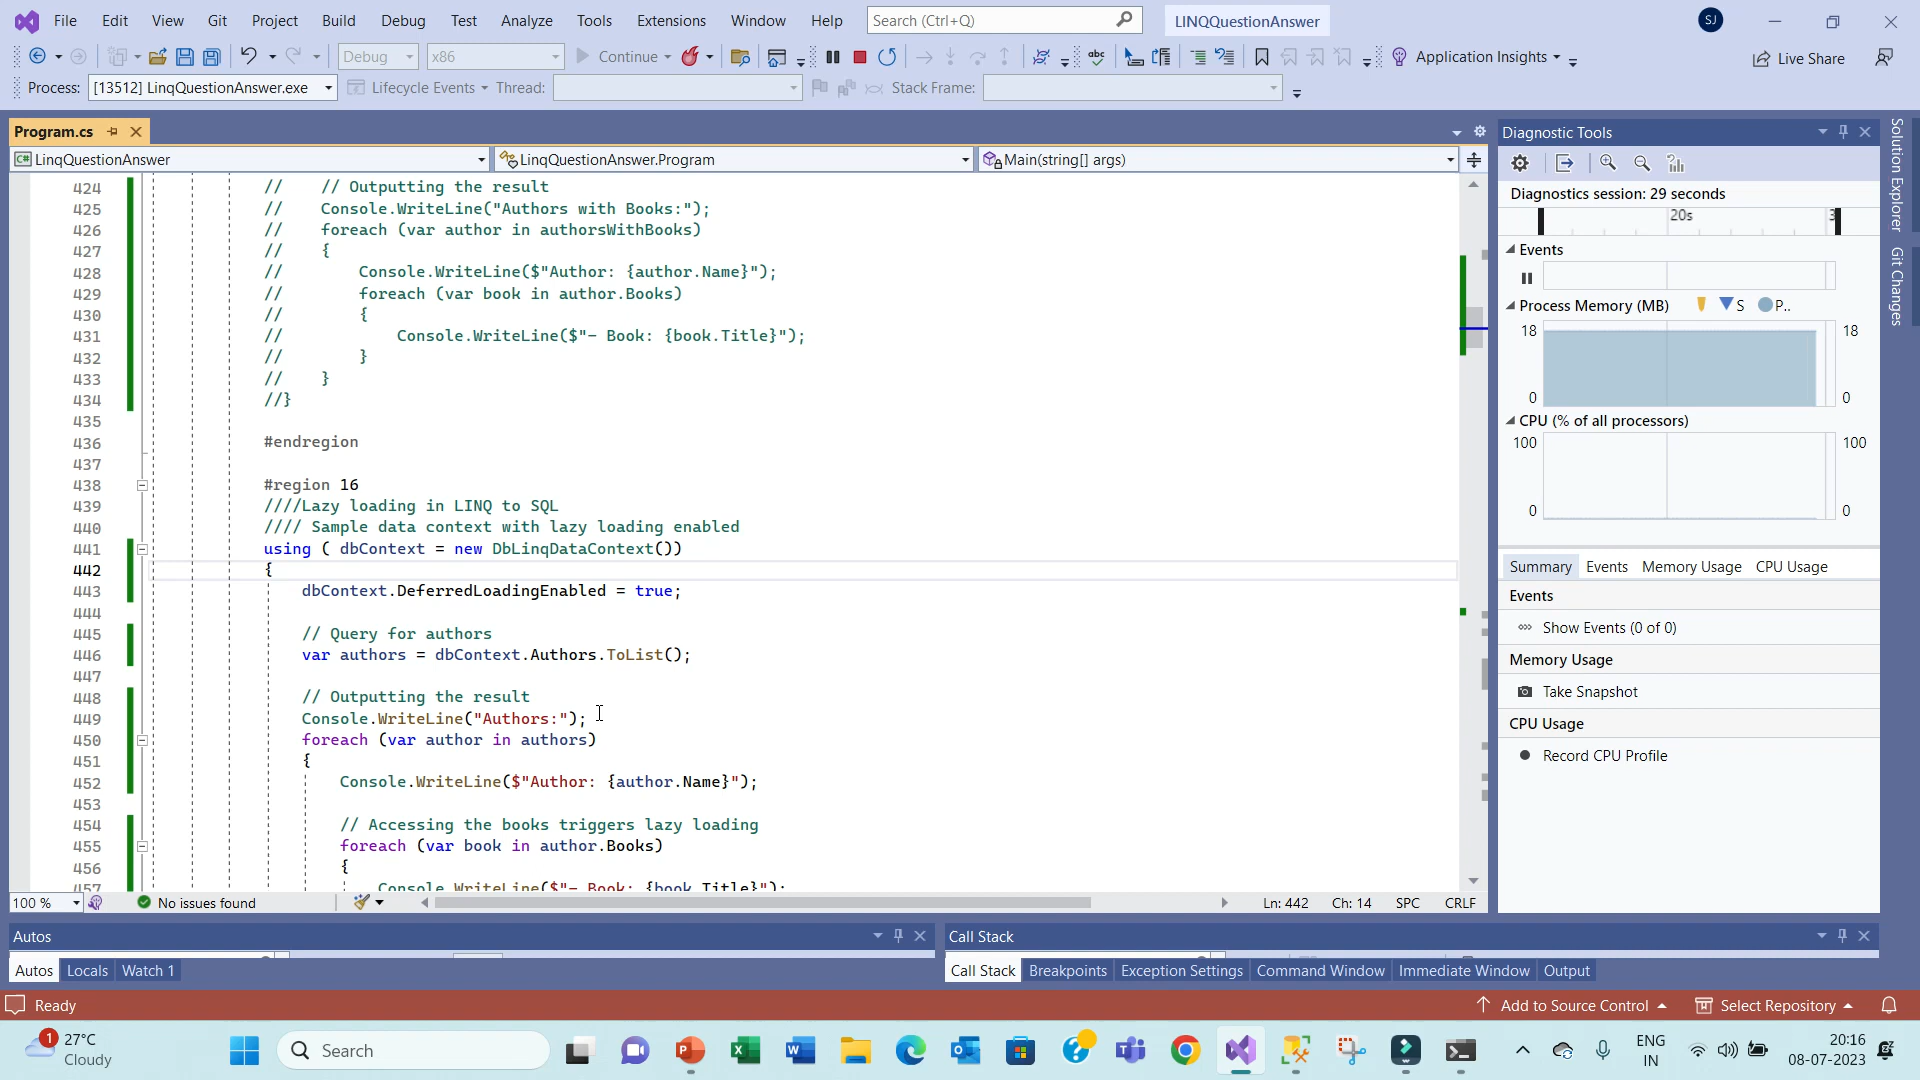 File Edit View Git Project Build Debug Test Analyze Tools Extensions Window Help Search (Ctrl+Q) LINQQuestionAnswer SJ
Debug x86 Continue Application Insights Live Share
Process: [13512] LinqQuestionAnswer.exe Lifecycle Events Thread: Stack Frame:
Program.cs
LinqQuestionAnswer LinqQuestionAnswer.Program Main(string[] args)
424 // // Outputting the result
425 // Console.WriteLine("Authors with Books:");
426 // foreach (var author in authorsWithBooks)
427 // {
428 // Console.WriteLine($"Author: {author.Name}");
429 // foreach (var book in author.Books)
430 // {
431 // Console.WriteLine($"- Book: {book.Title}");
432 // }
433 // }
434 //}
435
436 #endregion
437
438 #region 16
439 ////Lazy loading in LINQ to SQL
440 //// Sample data context with lazy loading enabled
441 using ( dbContext = new DbLinqDataContext())
442 {
443 dbContext.DeferredLoadingEnabled = true;
444
445 // Query for authors
446 var authors = dbContext.Authors.ToList();
447
448 // Outputting the result
449 Console.WriteLine("Authors:");
450 foreach (var author in authors)
451 {
452 Console.WriteLine($"Author: {author.Name}");
453
454 // Accessing the books triggers lazy loading
455 foreach (var book in author.Books)
456 {
457 Console.WriteLine($"- Book: {book.Title}");
100 % No issues found Ln: 442 Ch: 14 SPC CRLF
Diagnostic Tools
Diagnostics session: 29 seconds
20s 3
Events
Process Memory (MB) S P..
18 18
0 0
CPU (% of all processors)
100 100
0 0
Summary Events Memory Usage CPU Usage
Events
Show Events (0 of 0)
Memory Usage
Take Snapshot
CPU Usage
Record CPU Profile
Solution Explorer
Git Changes
Autos
Autos Locals Watch 1
Call Stack
Call Stack Breakpoints Exception Settings Command Window Immediate Window Output
Ready Add to Source Control Select Repository
1 27°C
Cloudy
Search
ENG
IN
20:16
08-07-2023